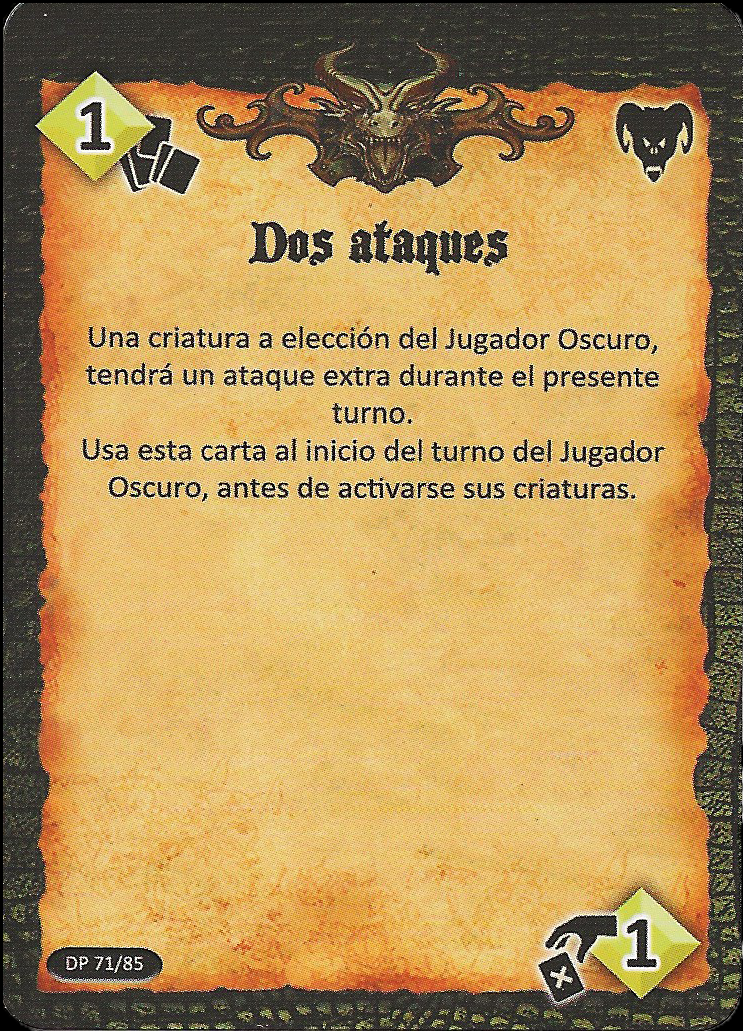 1
Dos ataques
Una criatura a elección del Jugador Oscuro,
tendrá un ataque extra durante el presente
turno.
Usa esta carta al inicio del turno del Jugador
Oscuro, antes de activarse sus criaturas.
DP 71/85
1